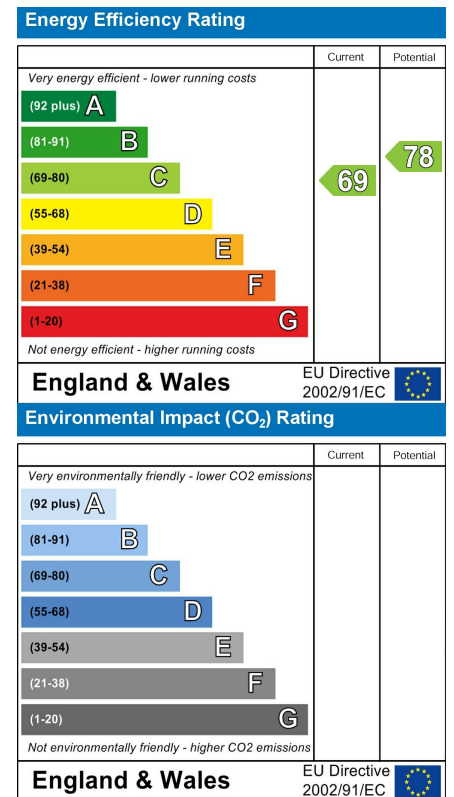 Energy Efficiency Rating
Current Potential
Very energy efficient - lower running costs
(92 plus) A
(81-91) B
(69-80) C
(55-68) D
(39-54) E
(21-38) F
(1-20) G
69
78
Not energy efficient - higher running costs
England & Wales
EU Directive
2002/91/EC
Environmental Impact (CO₂) Rating
Current Potential
Very environmentally friendly - lower CO2 emissions
(92 plus) A
(81-91) B
(69-80) C
(55-68) D
(39-54) E
(21-38) F
(1-20) G
Not environmentally friendly - higher CO2 emissions
England & Wales
EU Directive
2002/91/EC